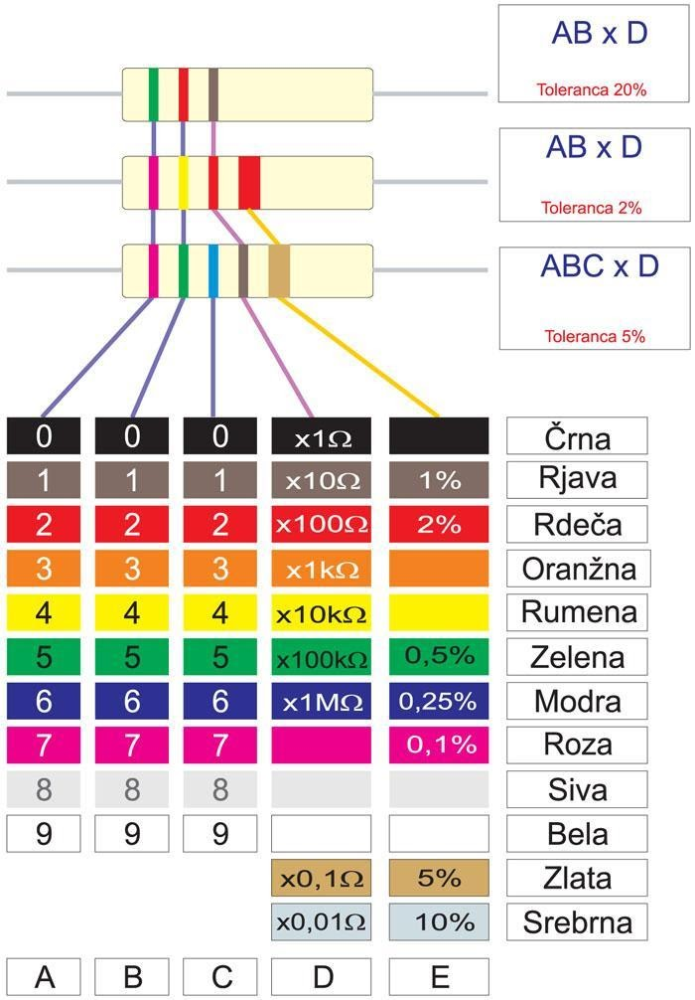 AB x D
Toleranca 20%
AB x D
Toleranca 2%
ABC x D
Toleranca 5%
0 0 0 x1Ω Črna
1 1 1 x10Ω 1% Rjava
2 2 2 x100Ω 2% Rdeča
3 3 3 x1kΩ Oranžna
4 4 4 x10kΩ Rumena
5 5 5 x100kΩ 0,5% Zelena
6 6 6 x1MΩ 0,25% Modra
7 7 7 0,1% Roza
8 8 8 Siva
9 9 9 Bela
x0,1Ω 5% Zlata
x0,01Ω 10% Srebrna
A B C D E